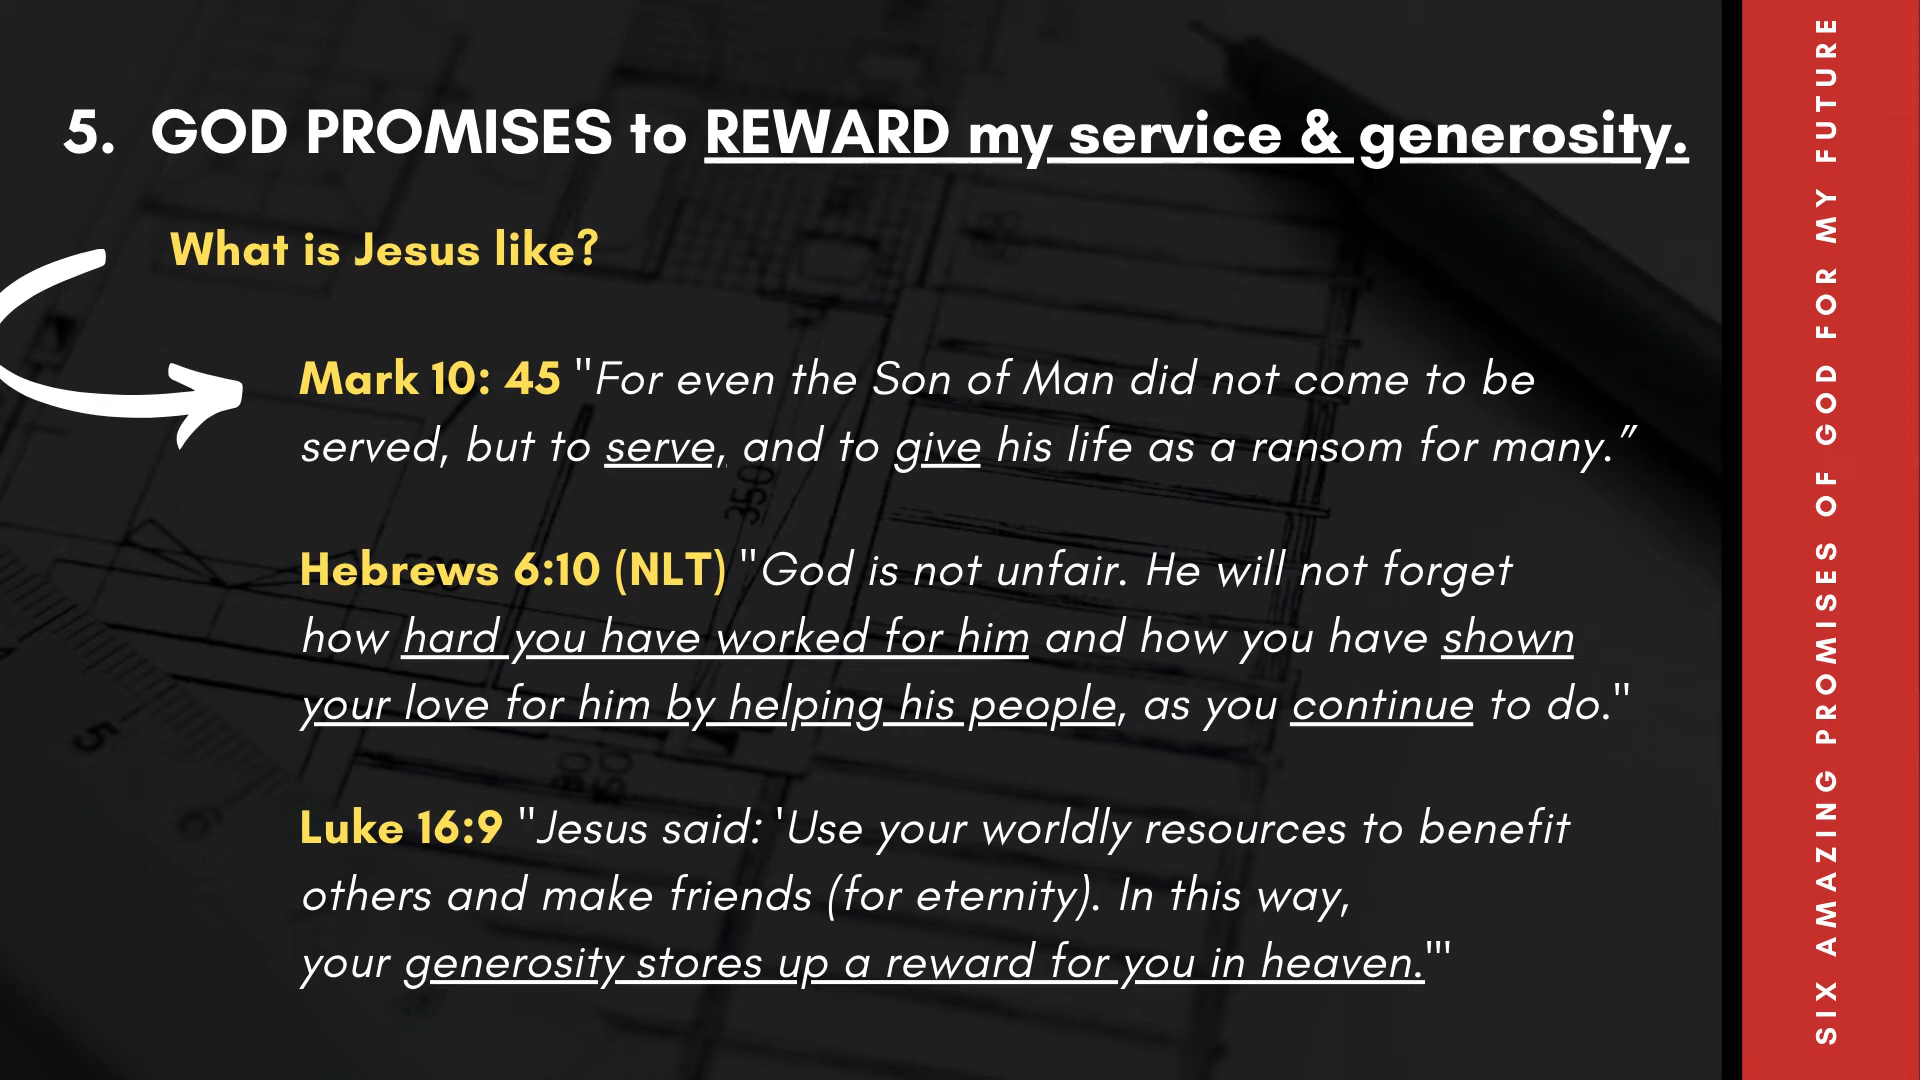 5. GOD PROMISES to REWARD my service & generosity.
What is Jesus like?
Mark 10: 45 "For even the Son of Man did not come to be
served, but to serve, and to give his life as a ransom for many.”
Hebrews 6:10 (NLT) "God is not unfair. He will not forget
how hard you have worked for him and how you have shown
your love for him by helping his people, as you continue to do."
Luke 16:9 "Jesus said: 'Use your worldly resources to benefit
others and make friends (for eternity). In this way,
your generosity stores up a reward for you in heaven.'"
SIX AMAZING PROMISES OF GOD FOR MY FUTURE
350
5
6